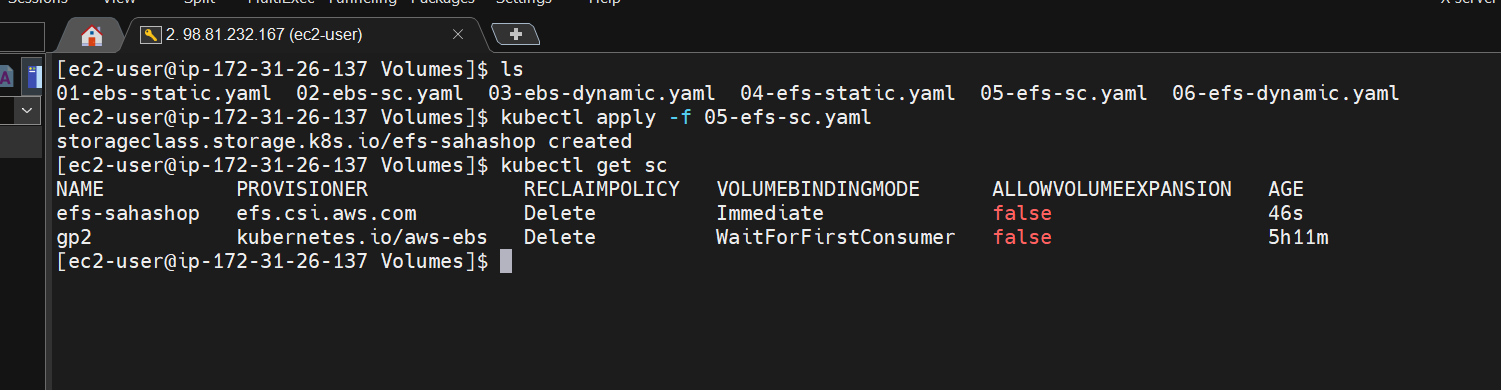 Sessions View Split MultiExec Tunneling Packages Settings Help
2. 98.81.232.167 (ec2-user)
[ec2-user@ip-172-31-26-137 Volumes]$ ls
01-ebs-static.yaml 02-ebs-sc.yaml 03-ebs-dynamic.yaml 04-efs-static.yaml 05-efs-sc.yaml 06-efs-dynamic.yaml
[ec2-user@ip-172-31-26-137 Volumes]$ kubectl apply -f 05-efs-sc.yaml
storageclass.storage.k8s.io/efs-sahashop created
[ec2-user@ip-172-31-26-137 Volumes]$ kubectl get sc
NAME PROVISIONER RECLAIMPOLICY VOLUMEBINDINGMODE ALLOWVOLUMEEXPANSION AGE
efs-sahashop efs.csi.aws.com Delete Immediate false 46s
gp2 kubernetes.io/aws-ebs Delete WaitForFirstConsumer false 5h11m
[ec2-user@ip-172-31-26-137 Volumes]$